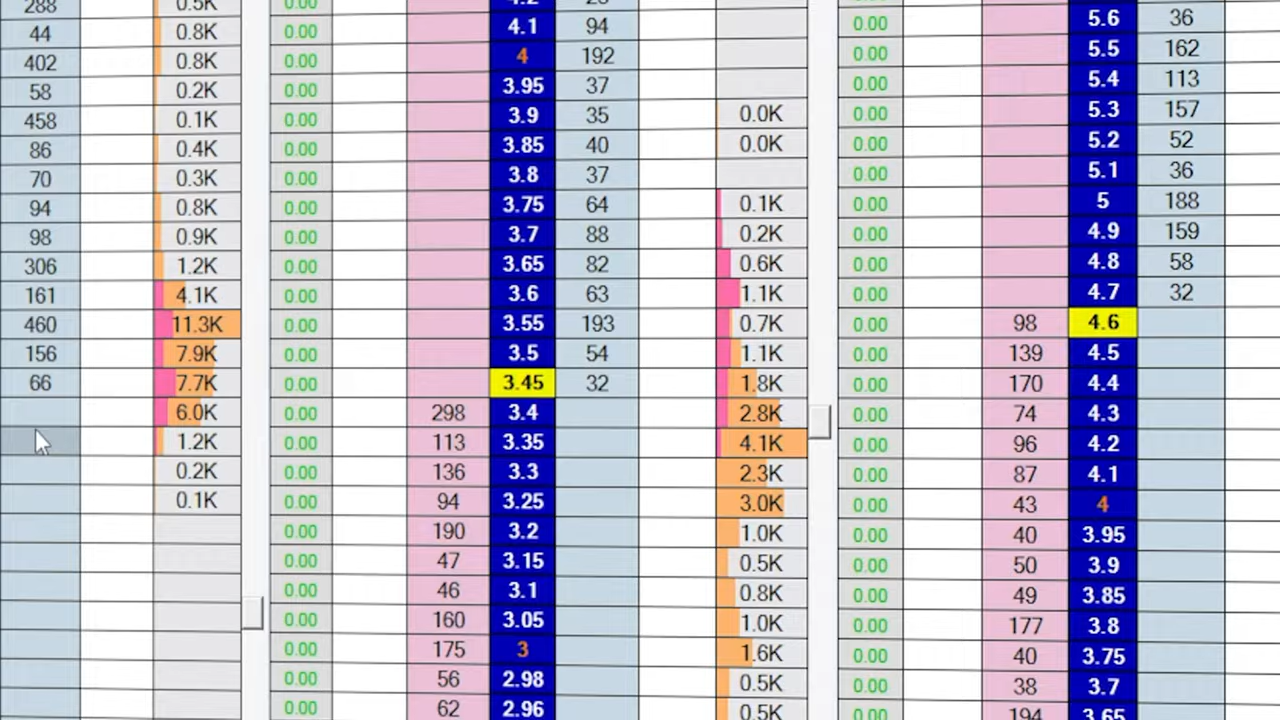 288 0.5K 0.00
44 0.8K 0.00 4.1 94 5.6 36
402 0.8K 0.00 4 192 0.00 5.5 162
58 0.2K 0.00 3.95 37 0.00 5.4 113
458 0.1K 0.00 3.9 35 0.0K 0.00 5.3 157
86 0.4K 0.00 3.85 40 0.0K 0.00 5.2 52
70 0.3K 0.00 3.8 37 0.00 5.1 36
94 0.8K 0.00 3.75 64 0.1K 0.00 5 188
98 0.9K 0.00 3.7 88 0.2K 0.00 4.9 159
306 1.2K 0.00 3.65 82 0.6K 0.00 4.8 58
161 4.1K 0.00 3.6 63 1.1K 0.00 4.7 32
460 11.3K 0.00 3.55 193 0.7K 0.00 98 4.6
156 7.9K 0.00 3.5 54 1.1K 0.00 139 4.5
66 7.7K 0.00 3.45 32 1.8K 0.00 170 4.4
6.0K 0.00 298 3.4 2.8K 0.00 74 4.3
1.2K 0.00 113 3.35 4.1K 0.00 96 4.2
0.2K 0.00 136 3.3 2.3K 0.00 87 4.1
0.1K 0.00 94 3.25 3.0K 0.00 43 4
0.00 190 3.2 1.0K 0.00 40 3.95
0.00 47 3.15 0.5K 0.00 50 3.9
0.00 46 3.1 0.8K 0.00 49 3.85
0.00 160 3.05 1.0K 0.00 177 3.8
0.00 175 3 1.6K 0.00 40 3.75
0.00 56 2.98 0.5K 0.00 38 3.7
0.00 62 2.96 0.5K 0.00 194 3.65